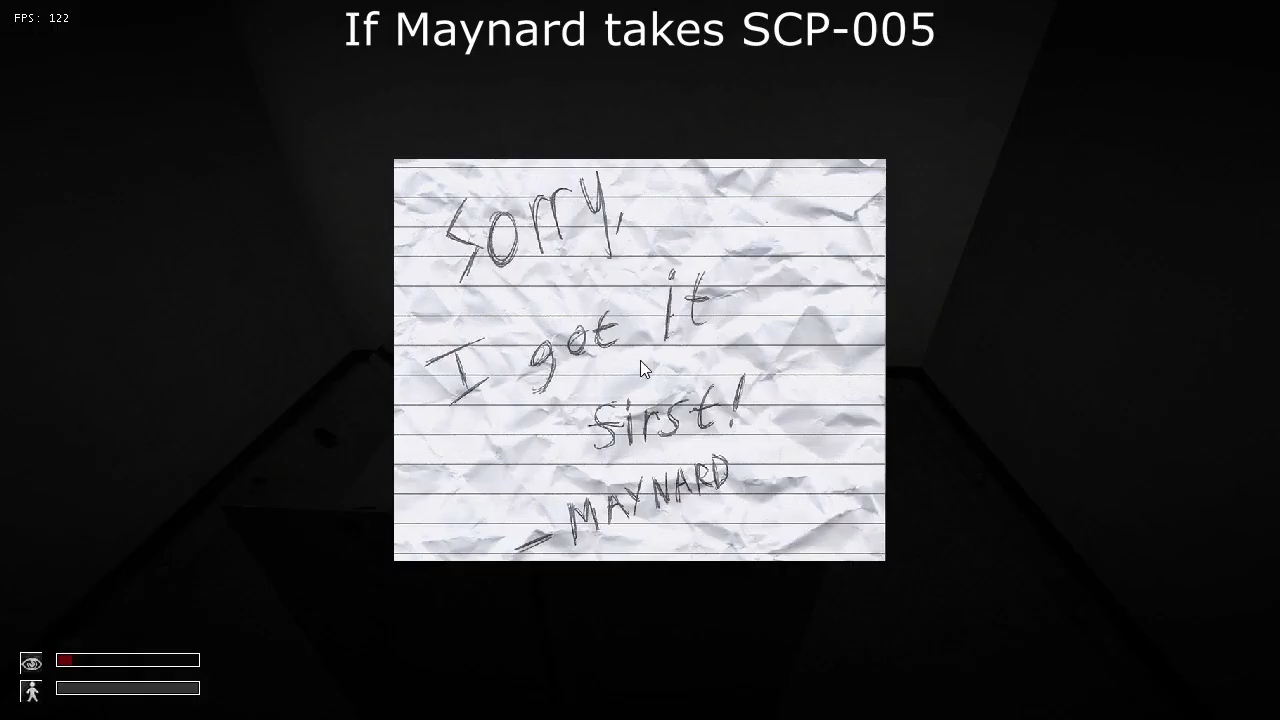 FPS: 122
If Maynard takes SCP-005
Sorry,
I got it
first!
- MAYNARD